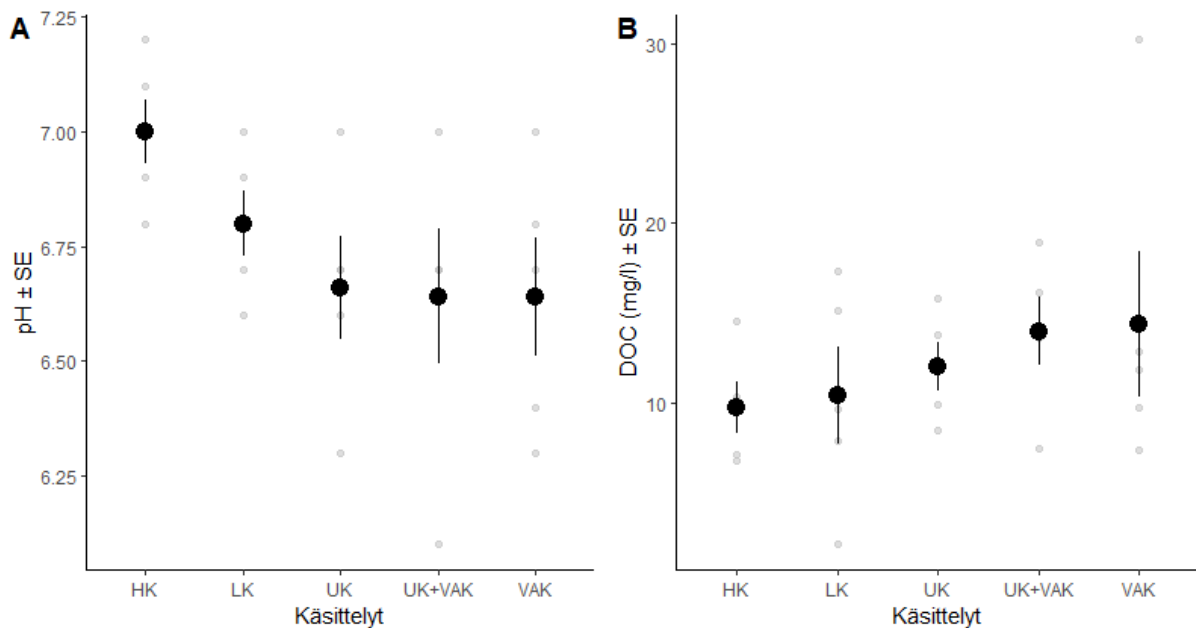 A
pH ± SE
7.25
7.00
6.75
6.50
6.25
HK LK UK UK+VAK VAK
Käsittelyt
B
DOC (mg/l) ± SE
30
20
10
HK LK UK UK+VAK VAK
Käsittelyt